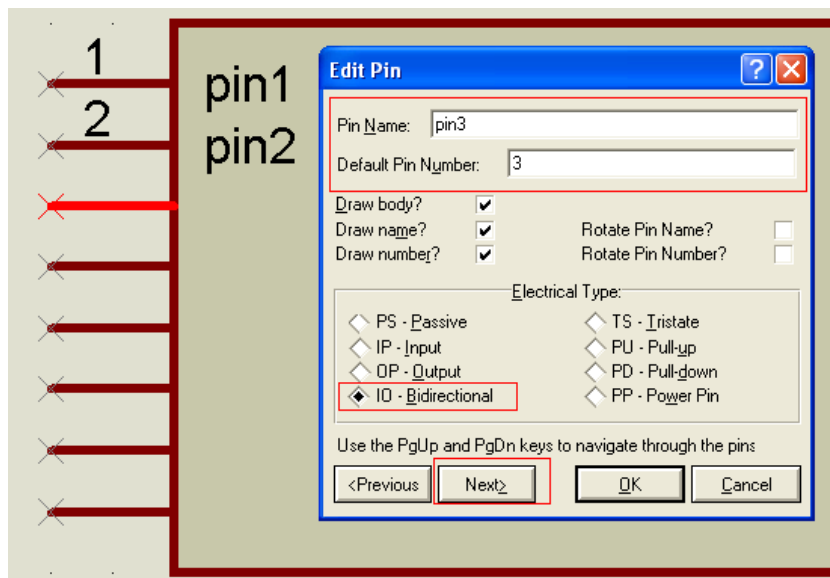 1
pin1
2
pin2
Edit Pin
Pin Name: pin3
Default Pin Number: 3
Draw body?
Draw name? Rotate Pin Name?
Draw number? Rotate Pin Number?
Electrical Type:
PS - Passive TS - Tristate
IP - Input PU - Pull-up
OP - Output PD - Pull-down
IO - Bidirectional PP - Power Pin
Use the PgUp and PgDn keys to navigate through the pins
<Previous Next> OK Cancel